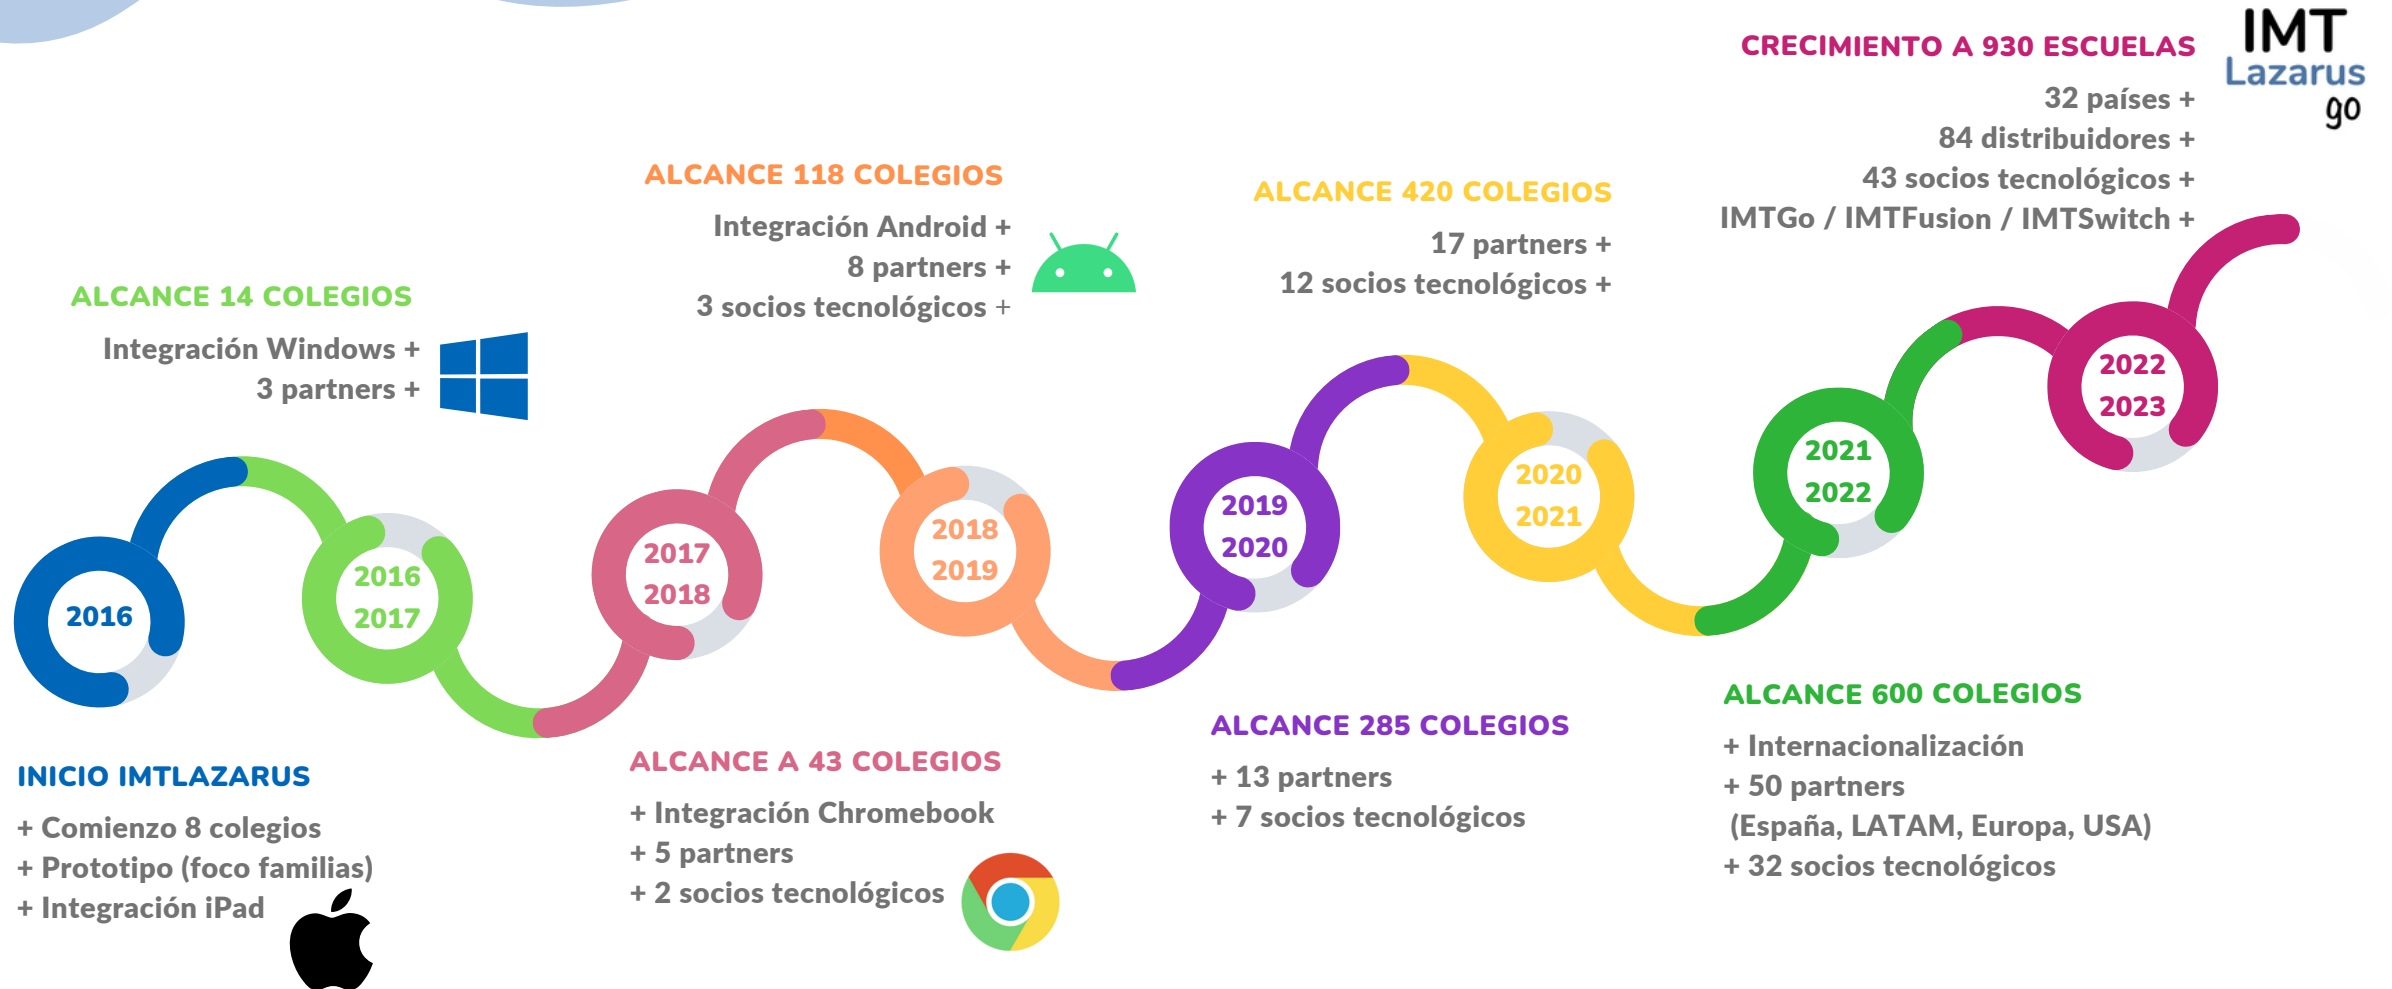 INICIO IMTLAZARUS
+ Comienzo 8 colegios
+ Prototipo (foco familias)
+ Integración iPad
2016
ALCANCE 14 COLEGIOS
Integración Windows +
3 partners +
2016
2017
ALCANCE A 43 COLEGIOS
+ Integración Chromebook
+ 5 partners
+ 2 socios tecnológicos
2017
2018
ALCANCE 118 COLEGIOS
Integración Android +
8 partners +
3 socios tecnológicos +
2018
2019
ALCANCE 285 COLEGIOS
+ 13 partners
+ 7 socios tecnológicos
2019
2020
ALCANCE 420 COLEGIOS
17 partners +
12 socios tecnológicos +
2020
2021
ALCANCE 600 COLEGIOS
+ Internacionalización
+ 50 partners
(España, LATAM, Europa, USA)
+ 32 socios tecnológicos
2021
2022
CRECIMIENTO A 930 ESCUELAS
32 países +
84 distribuidores +
43 socios tecnológicos +
IMTGo / IMTFusion / IMTSwitch +
2022
2023
IMT
Lazarus
go